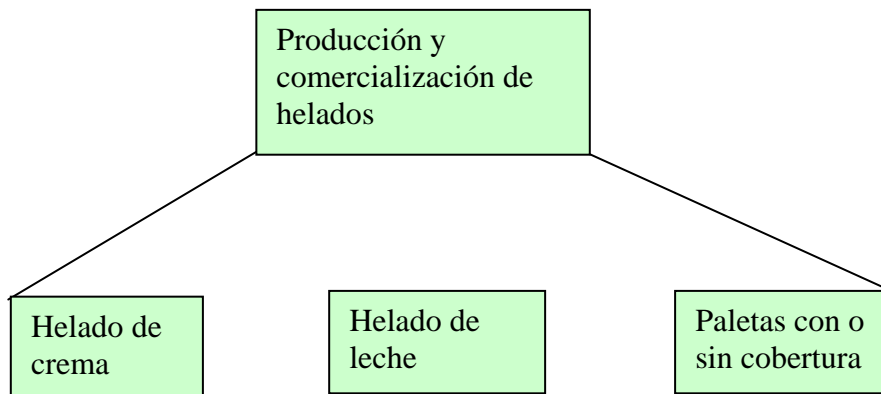 Producción y
comercialización de
helados
Helado de
crema
Helado de
leche
Paletas con o
sin cobertura